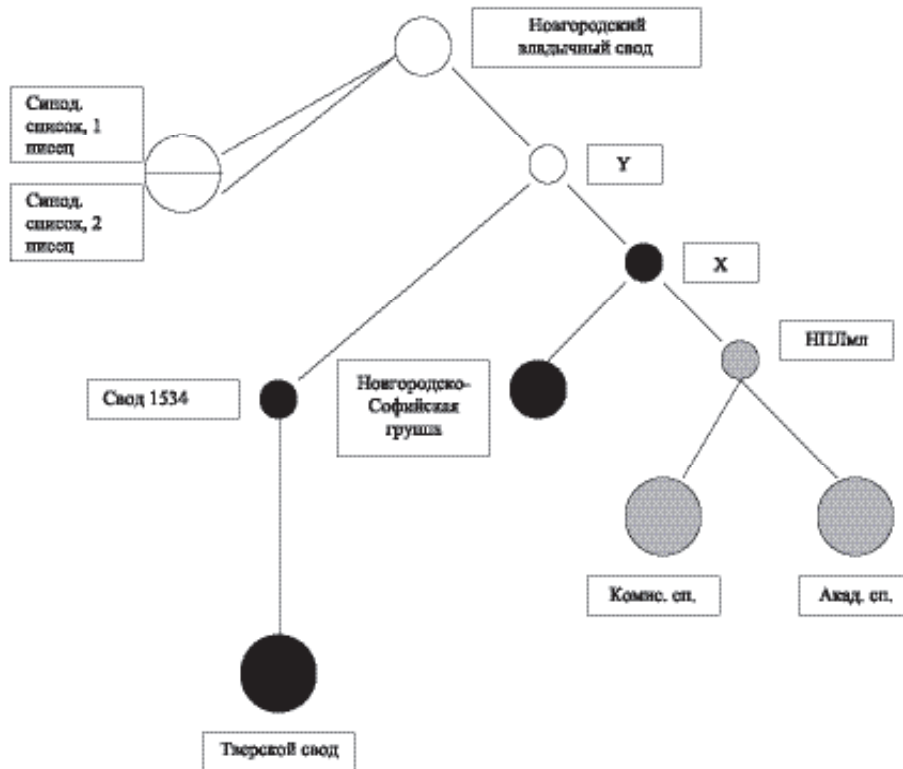 Новгородский
владычный свод
Синод.
список, 1
писец
Синод.
список, 2
писец
Y
X
НПЛмл
Свод 1534
Новгородско-
Софийская
группа
Комис. сп.
Акад. сп.
Тверской свод